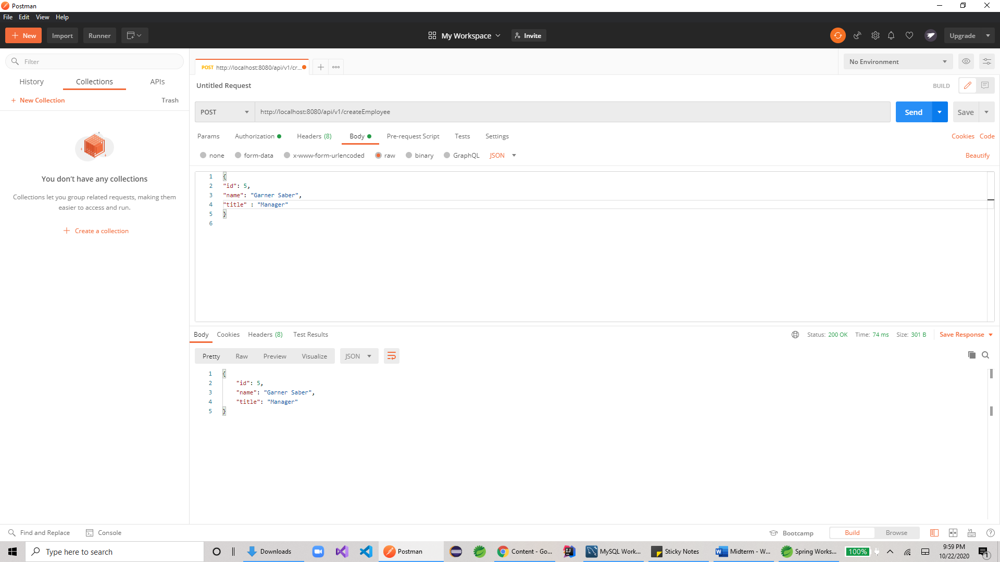 Postman
File Edit View Help
New Import Runner My Workspace Invite Upgrade
Filter
History Collections APIs
+ New Collection Trash
You don't have any collections
Collections let you group related requests, making them
easier to access and run.
+ Create a collection
POST http://localhost:8080/api/v1/cr...
No Environment
Untitled Request BUILD
POST http://localhost:8080/api/v1/createEmployee Send Save
Params Authorization Headers (8) Body Pre-request Script Tests Settings Cookies Code
none form-data x-www-form-urlencoded raw binary GraphQL JSON Beautify
1 {
2 "id": 5,
3 "name": "Garner Saber",
4 "title" : "Manager"
5 }
6
Body Cookies Headers (8) Test Results Status: 200 OK Time: 74 ms Size: 301 B Save Response
Pretty Raw Preview Visualize JSON
1 {
2 "id": 5,
3 "name": "Garner Saber",
4 "title": "Manager"
5 }
Find and Replace Console Bootcamp Build Browse
Type here to search Downloads Postman Content - Go... MySQL Work... Sticky Notes Midterm - W... Spring Works... 100% 9:59 PM
10/22/2020 1